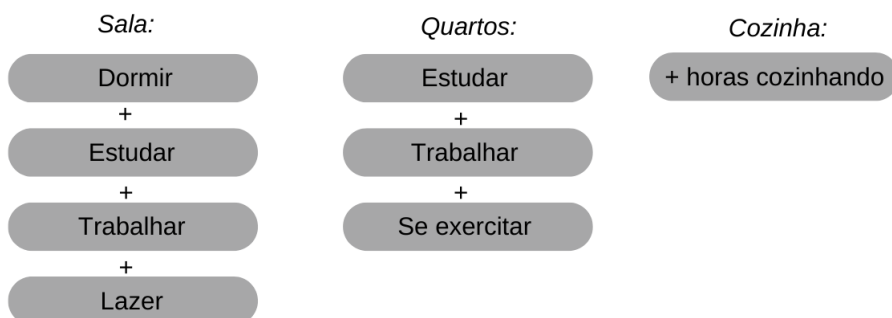 Sala:
Dormir
+
Estudar
+
Trabalhar
+
Lazer
Quartos:
Estudar
+
Trabalhar
+
Se exercitar
Cozinha:
+ horas cozinhando